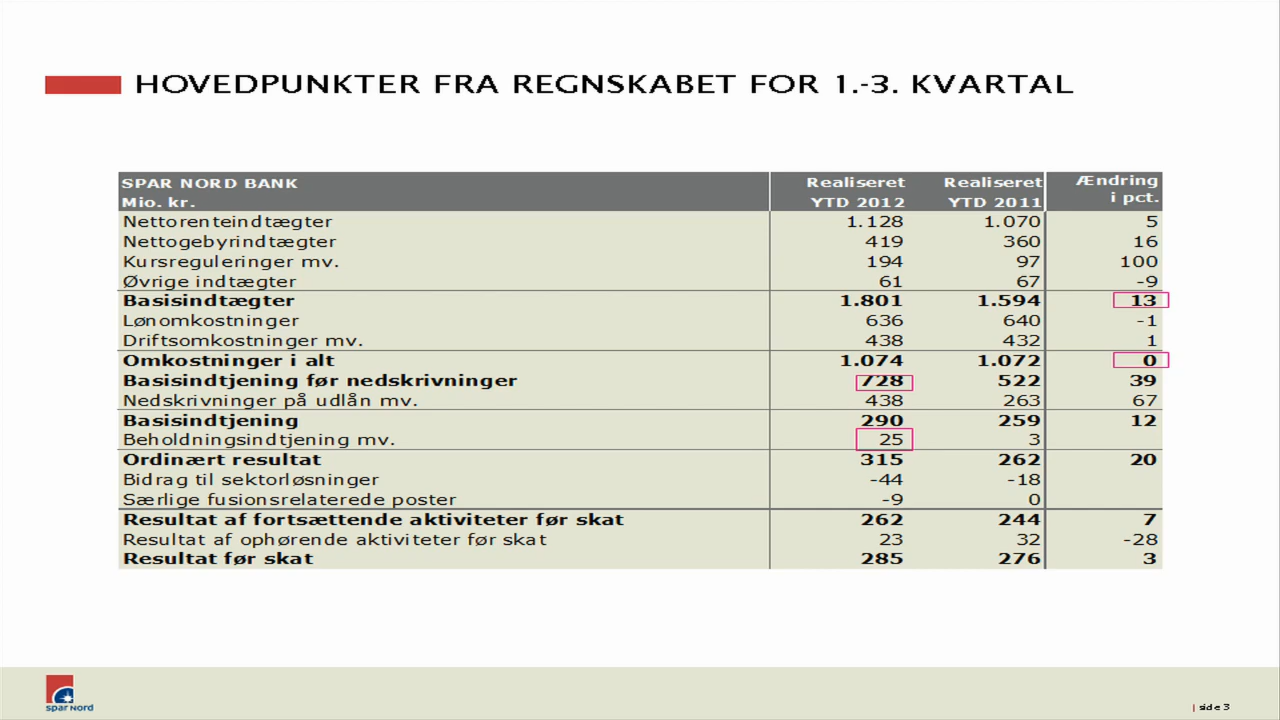 HOVEDPUNKTER FRA REGNSKABET FOR 1.-3. KVARTAL
SPAR NORD BANK Realiseret Realiseret Ændring
Mio. kr. YTD 2012 YTD 2011 i pct.
Nettorenteindtægter 1.128 1.070 5
Nettogebyrindtægter 419 360 16
Kursreguleringer mv. 194 97 100
Øvrige indtægter 61 67 -9
Basisindtægter 1.801 1.594 13
Lønomkostninger 636 640 -1
Driftsomkostninger mv. 438 432 1
Omkostninger i alt 1.074 1.072 0
Basisindtjening før nedskrivninger 728 522 39
Nedskrivninger på udlån mv. 438 263 67
Basisindtjening 290 259 12
Beholdningsindtjening mv. 25 3
Ordinært resultat 315 262 20
Bidrag til sektorløsninger -44 -18
Særlige fusionsrelaterede poster -9 0
Resultat af fortsættende aktiviteter før skat 262 244 7
Resultat af ophørende aktiviteter før skat 23 32 -28
Resultat før skat 285 276 3
spar nord
| side 3